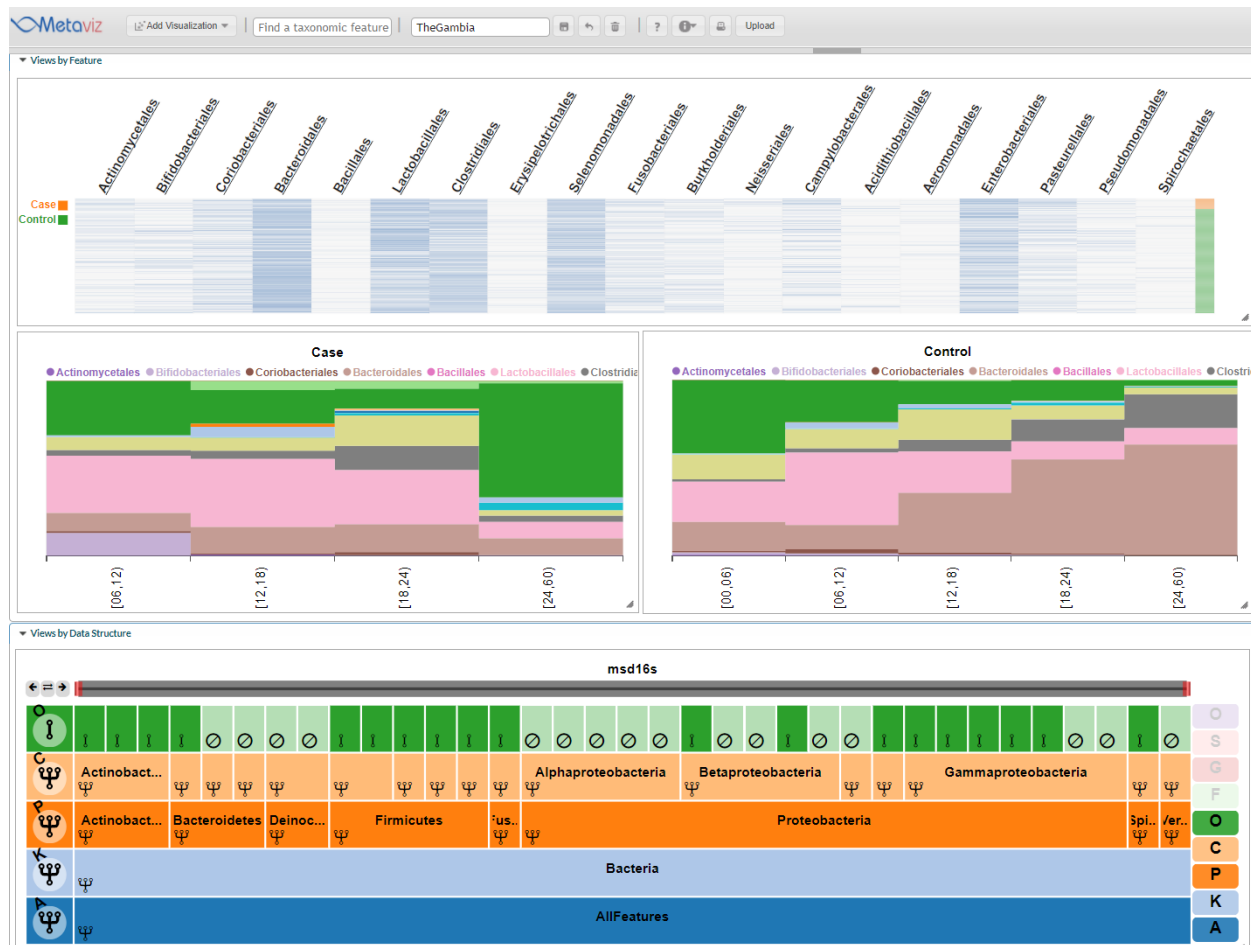 Metaviz Add Visualization Find a taxonomic feature TheGambia ? i Upload
Views by Feature
Actinomycetales Bifidobacteriales Coriobacteriales Bacteroidales Bacillales Lactobacillales Clostridiales Erysipelotrichales Selenomonadales Fusobacteriales Burkholderiales Neisseriales Campylobacterales Acidithiobacillales Aeromonadales Enterobacteriales Pasteurellales Pseudomonadales Spirochaetales
Case
Control
Case
Actinomycetales Bifidobacteriales Coriobacteriales Bacteroidales Bacillales Lactobacillales Clostridia
[06,12) [12,18) [18,24) [24,60)
Control
Actinomycetales Bifidobacteriales Coriobacteriales Bacteroidales Bacillales Lactobacillales Clostri
[00,06) [06,12) [12,18) [18,24) [24,60)
Views by Data Structure
msd16s
O O
S
C Actinobact... Alphaproteobacteria Betaproteobacteria Gammaproteobacteria G
F
P Actinobact... Bacteroidetes Deinoc... Firmicutes Fus.. Proteobacteria Spi.. Ver.. O
C
K Bacteria P
K
A AllFeatures A